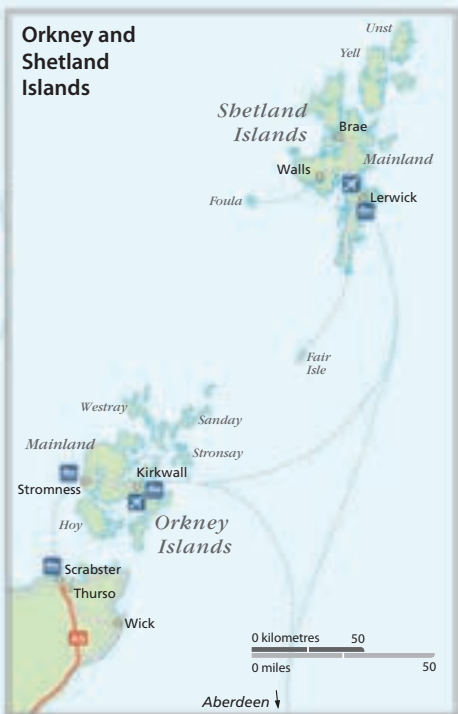 Orkney and
Shetland
Islands
Unst
Yell
Shetland
Islands
Brae
Mainland
Walls
Lerwick
Foula
Fair
Isle
Westray
Sanday
Mainland
Stronsay
Kirkwall
Stromness
Hoy
Orkney
Islands
Scrabster
Thurso
Wick
0 kilometres 50
0 miles 50
Aberdeen